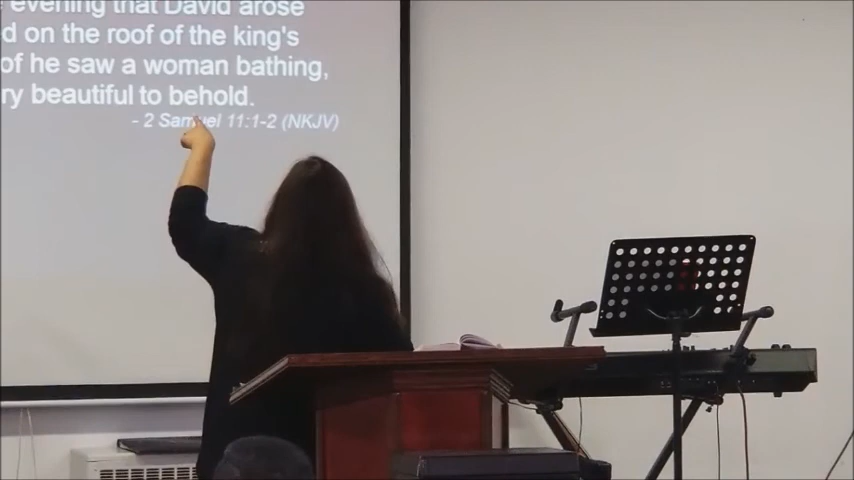 evening that David arose
d on the roof of the king's
of he saw a woman bathing,
ry beautiful to behold.
- 2 Samuel 11:1-2 (NKJV)